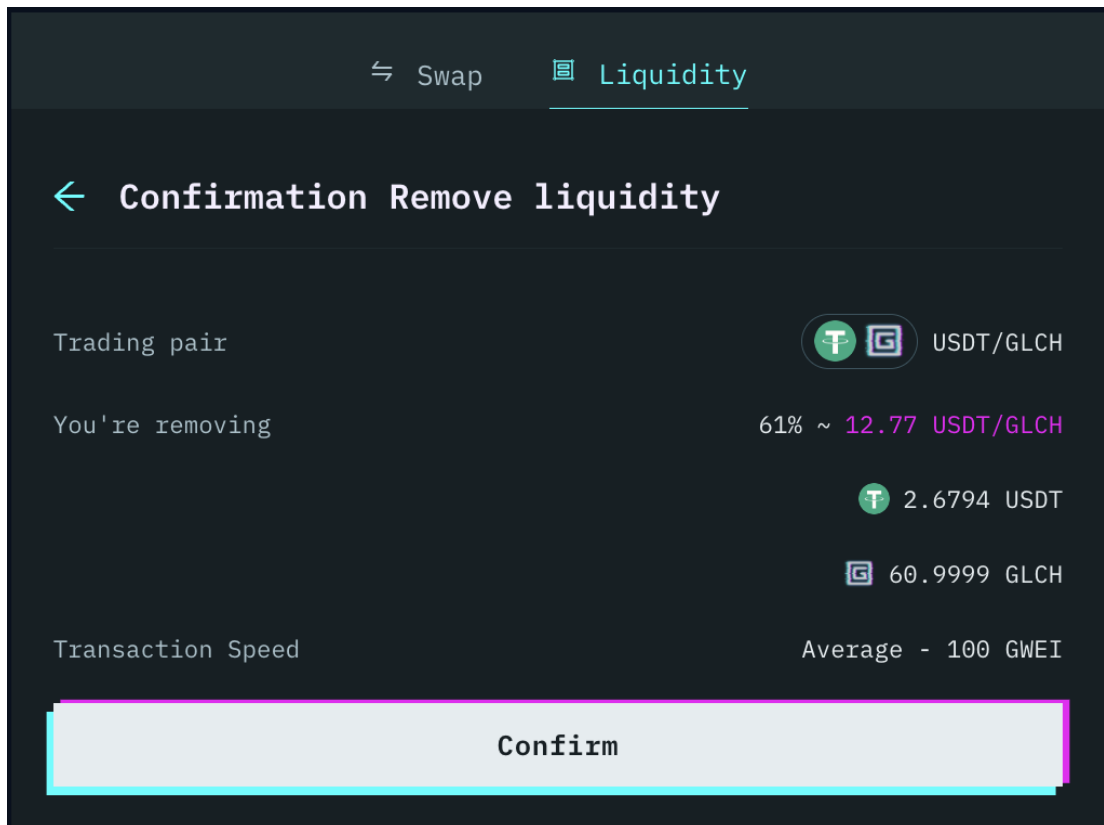 Swap Liquidity
Confirmation Remove liquidity
Trading pair USDT/GLCH
You're removing 61% ~ 12.77 USDT/GLCH
2.6794 USDT
60.9999 GLCH
Transaction Speed Average - 100 GWEI
Confirm